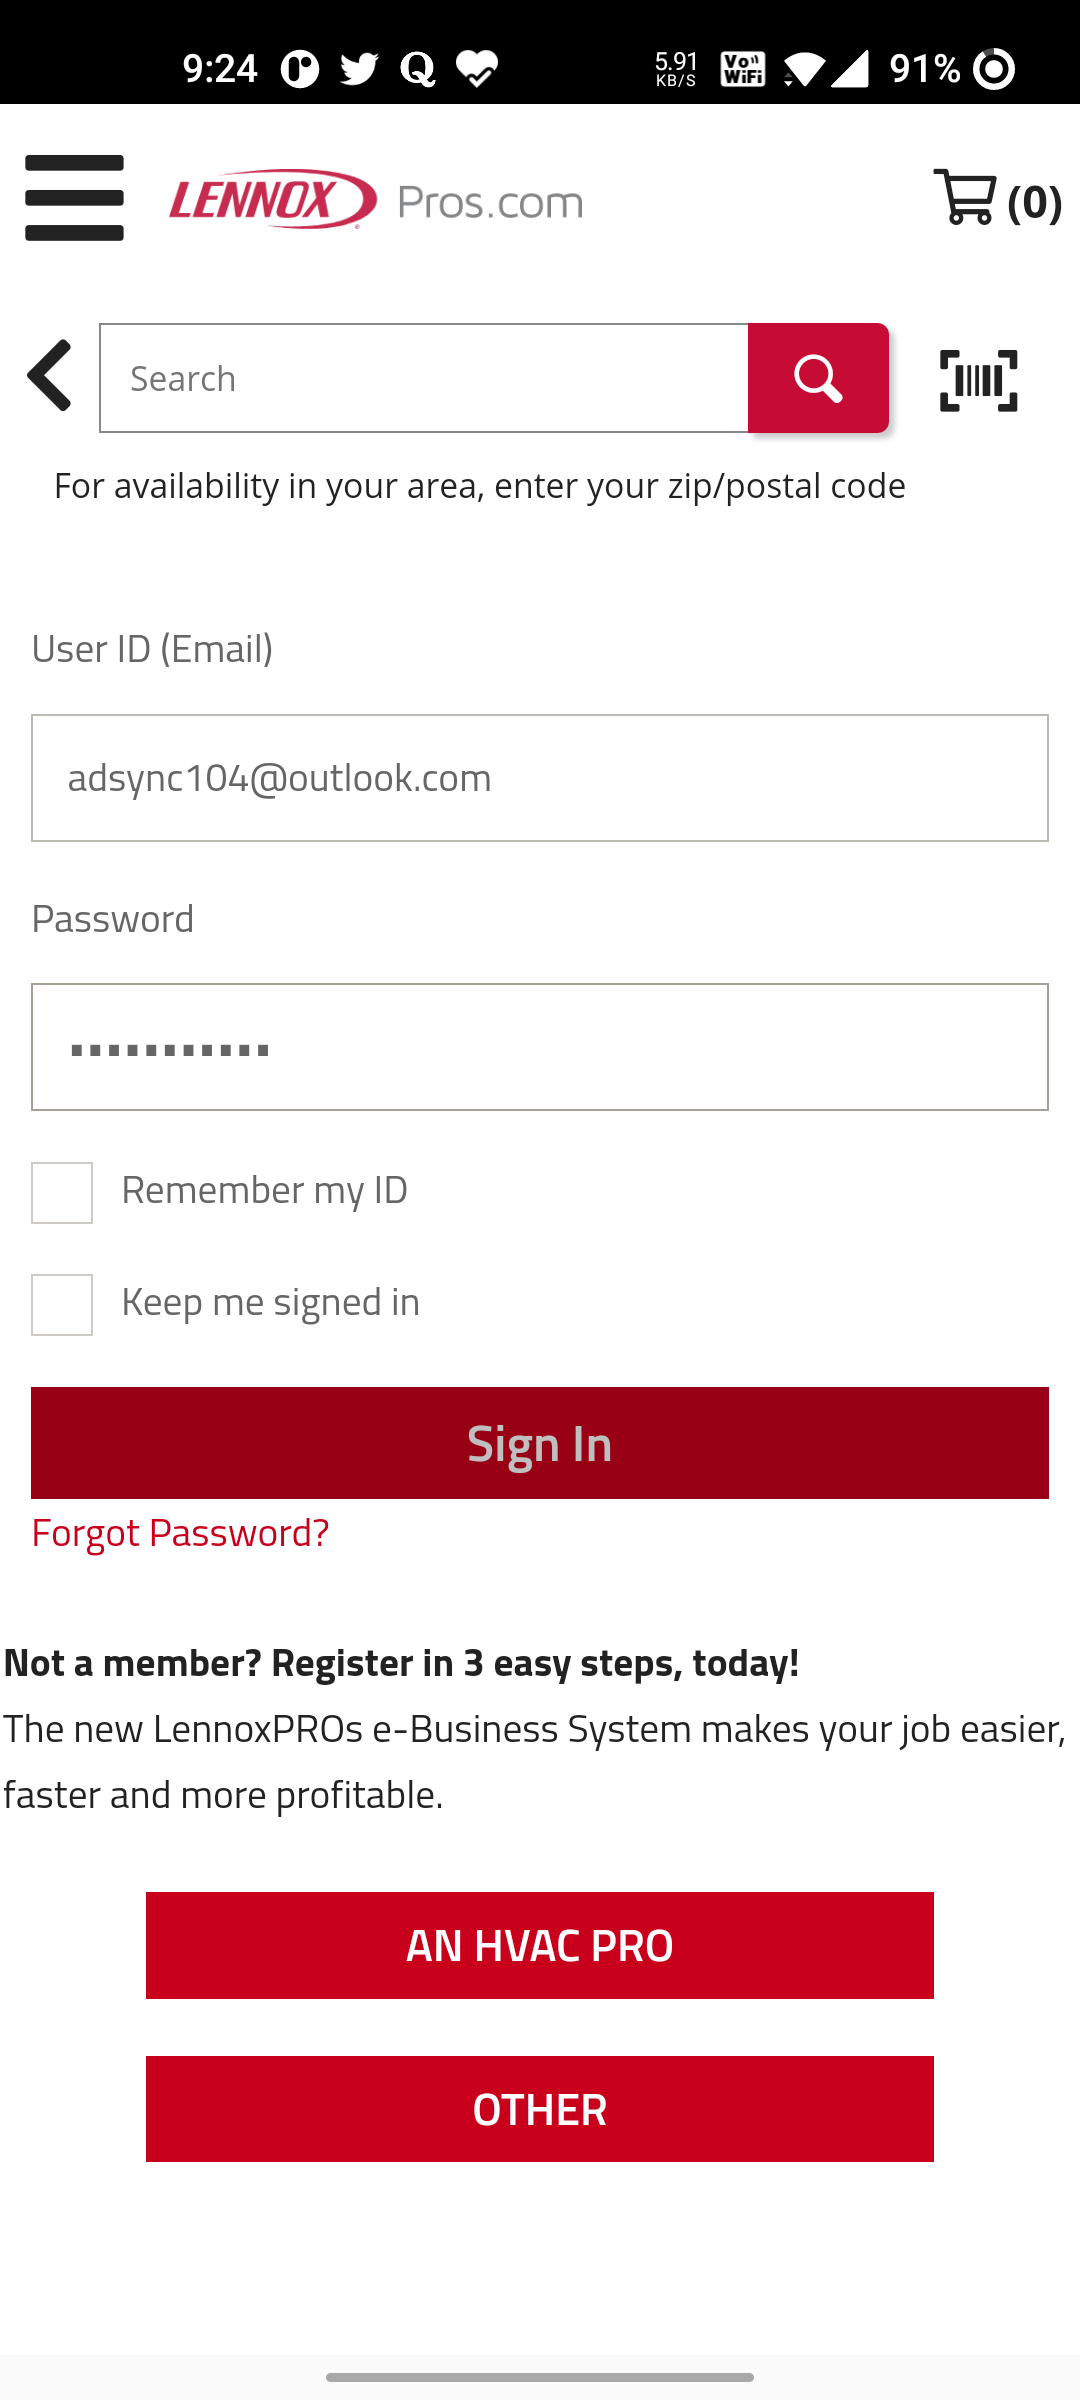 9:24
5.91
KB/S
Vo
WiFi
91%
LENNOX Pros.com
(0)
Search
For availability in your area, enter your zip/postal code
User ID (Email)
adsync104@outlook.com
Password
Remember my ID
Keep me signed in
Sign In
Forgot Password?
Not a member? Register in 3 easy steps, today!
The new LennoxPROs e-Business System makes your job easier,
faster and more profitable.
AN HVAC PRO
OTHER